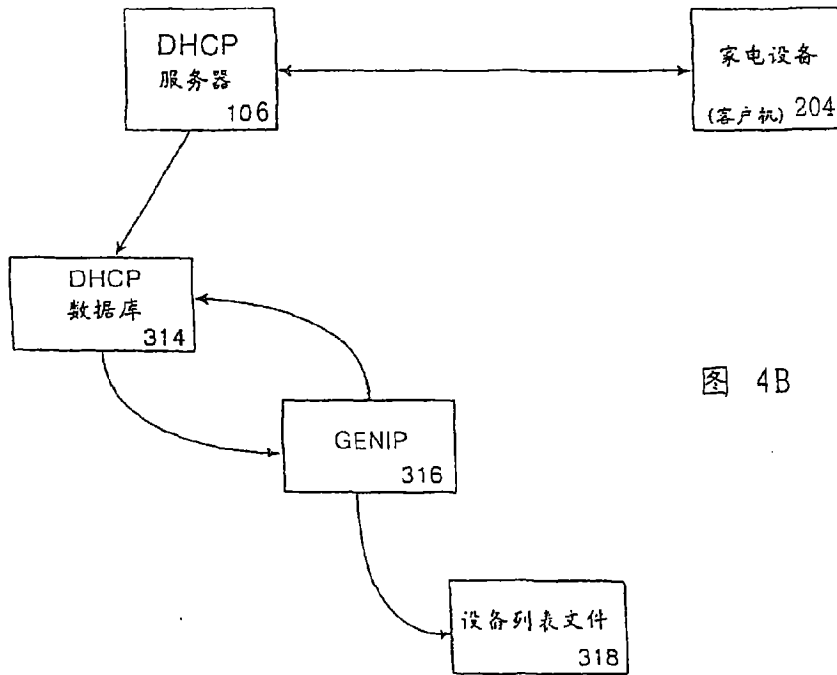 DHCP
服务器
106
家电设备
(客户机) 204
DHCP
数据库
314
图 4B
GENIP
316
设备列表文件
318